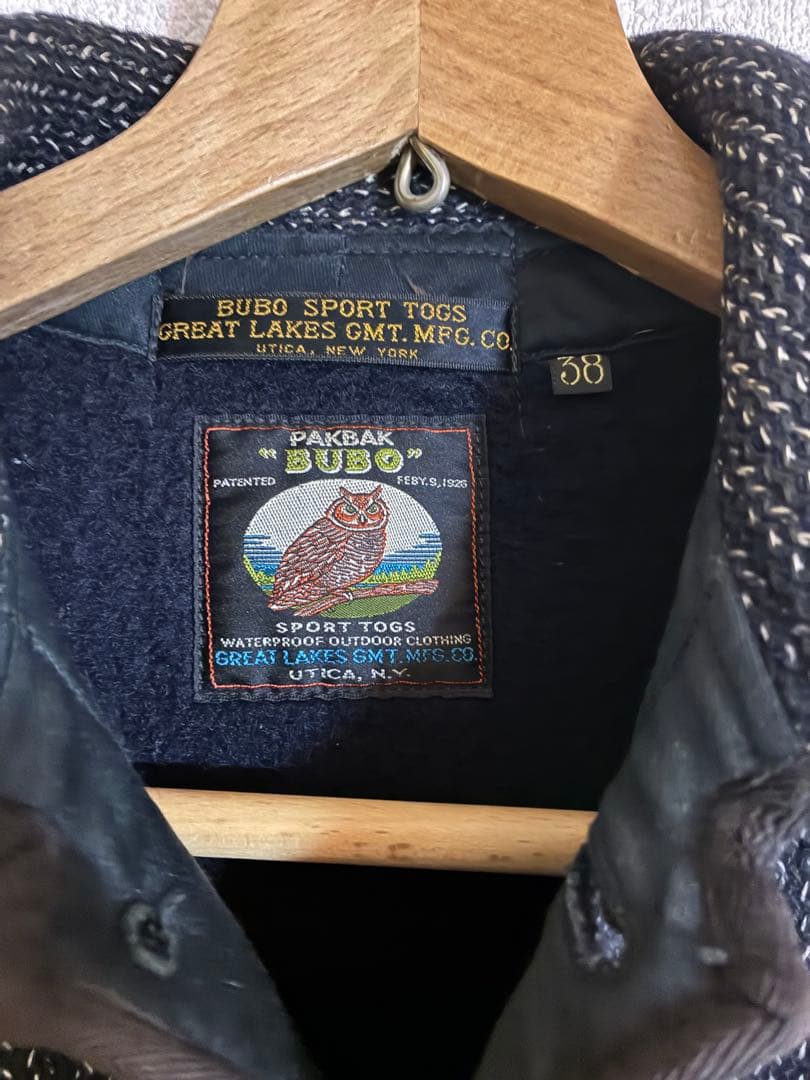 BUBO SPORT TOGS
GREAT LAKES GMT. MFG. CO.
UTICA, NEW YORK
38
PAKBAK
"BUBO"
PATENTED FEBY. 9, 1926
SPORT TOGS
WATERPROOF OUTDOOR CLOTHING
GREAT LAKES GMT. MFG. CO.
UTICA, N.Y.